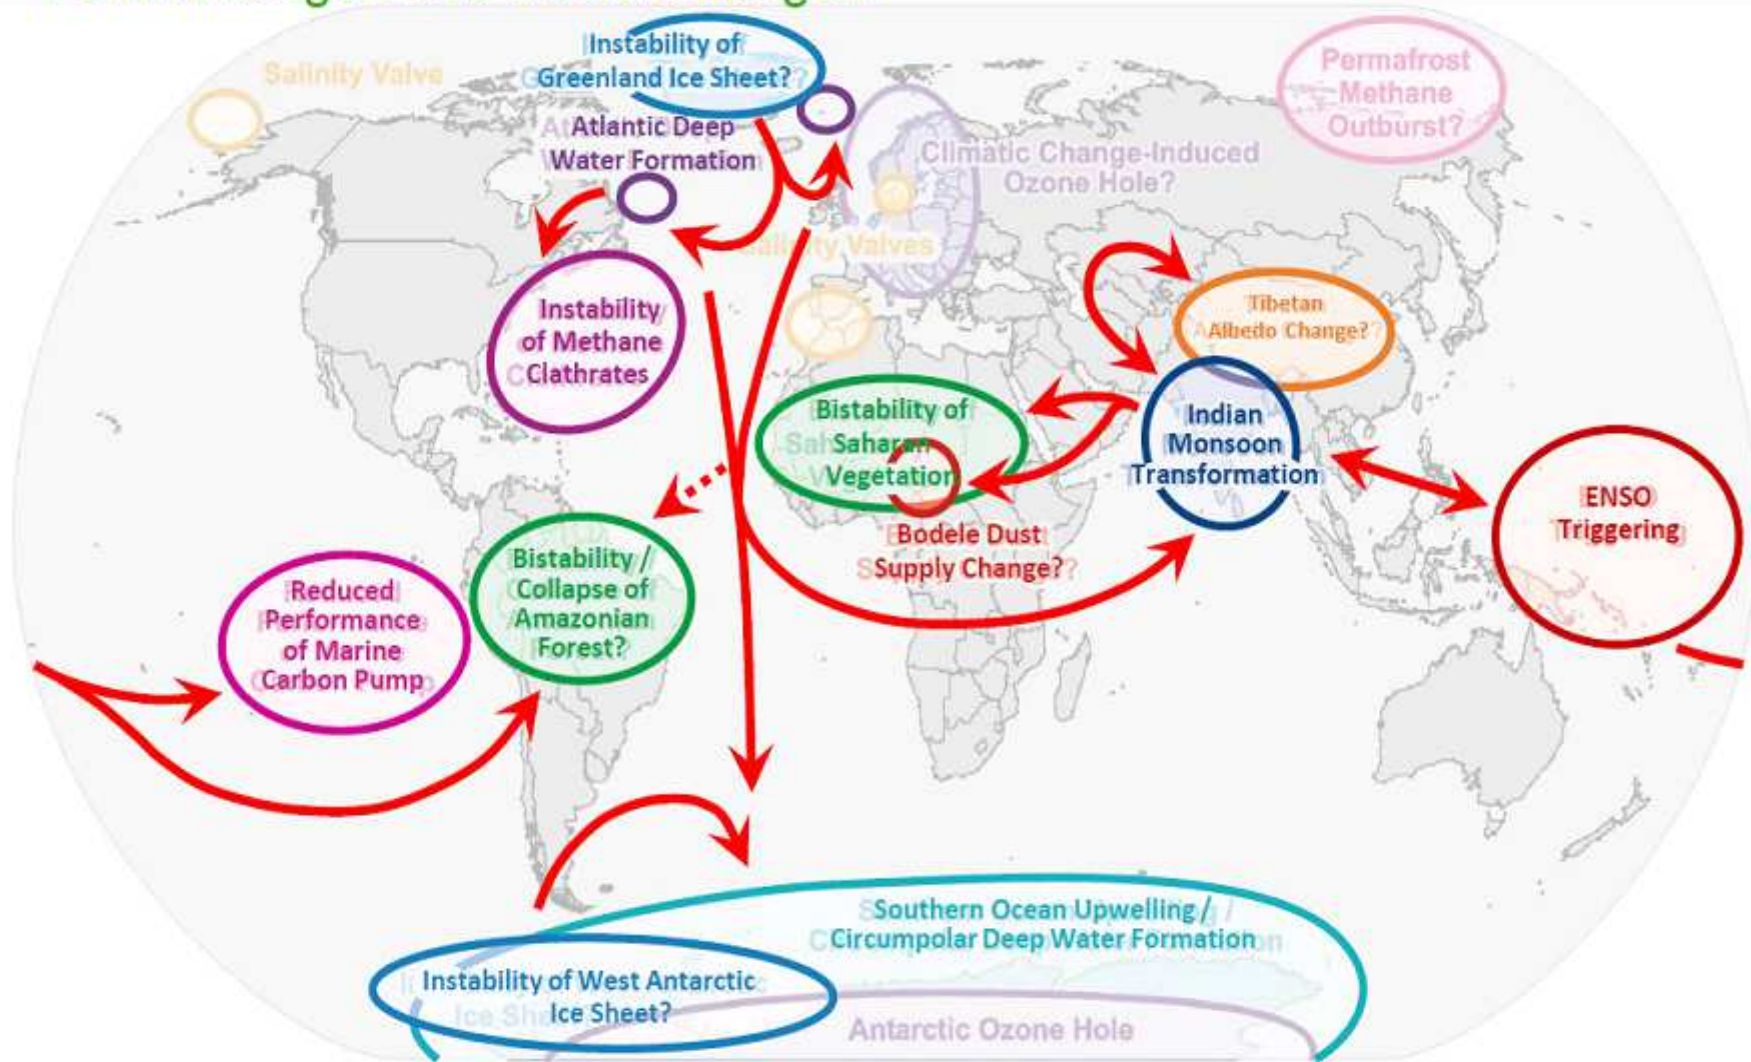 Instability of
Greenland Ice Sheet?
Salinity Valve
Permafrost
Methane
Outburst?
Atlantic Deep
Water Formation
Climatic Change-Induced
Ozone Hole?
Salinity Valves
Instability
of Methane
Clathrates
Tibetan
Albedo Change?
Bistability of
Saharan
Vegetation
Indian
Monsoon
Transformation
ENSO
Triggering
Bodele Dust
Supply Change?
Bistability /
Collapse of
Amazonian
Forest?
Reduced
Performance
of Marine
Carbon Pump
Southern Ocean Upwelling /
Circumpolar Deep Water Formation
Instability of West Antarctic
Ice Sheet?
Antarctic Ozone Hole